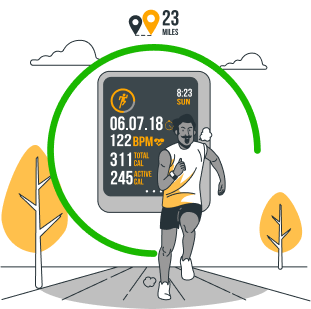 23
MILES
8:23
SUN
06.07.18
122 BPM
311 TOTAL CAL
245 ACTIVE CAL